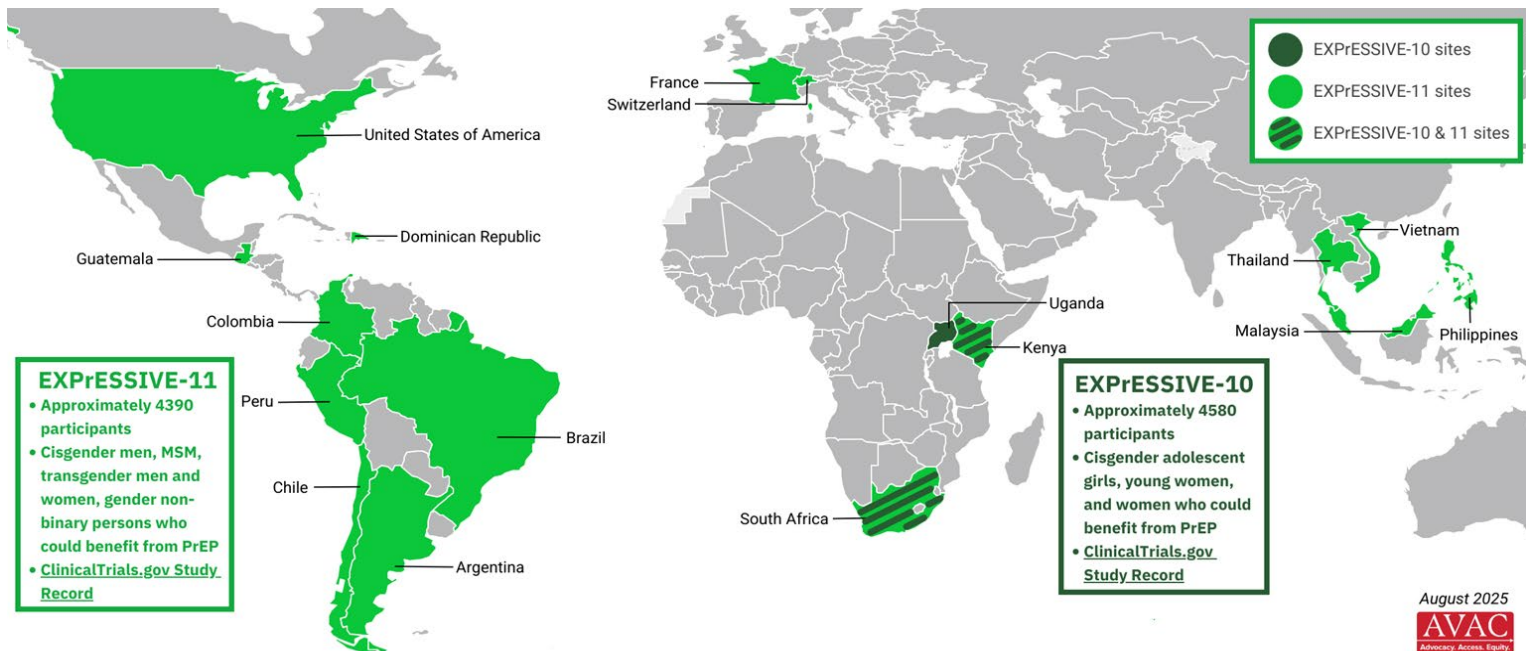 United States of America
Dominican Republic
Guatemala
Colombia
Peru
Brazil
Chile
Argentina
EXPrESSIVE-11
• Approximately 4390
participants
• Cisgender men, MSM,
transgender men and
women, gender non-
binary persons who
could benefit from PrEP
• ClinicalTrials.gov Study
Record
France
Switzerland
Uganda
Kenya
South Africa
EXPrESSIVE-10
• Approximately 4580
participants
• Cisgender adolescent
girls, young women,
and women who could
benefit from PrEP
• ClinicalTrials.gov
Study Record
EXPrESSIVE-10 sites
EXPrESSIVE-11 sites
EXPrESSIVE-10 & 11 sites
Vietnam
Thailand
Malaysia
Philippines
August 2025
AVAC
Advocacy. Access. Equity.